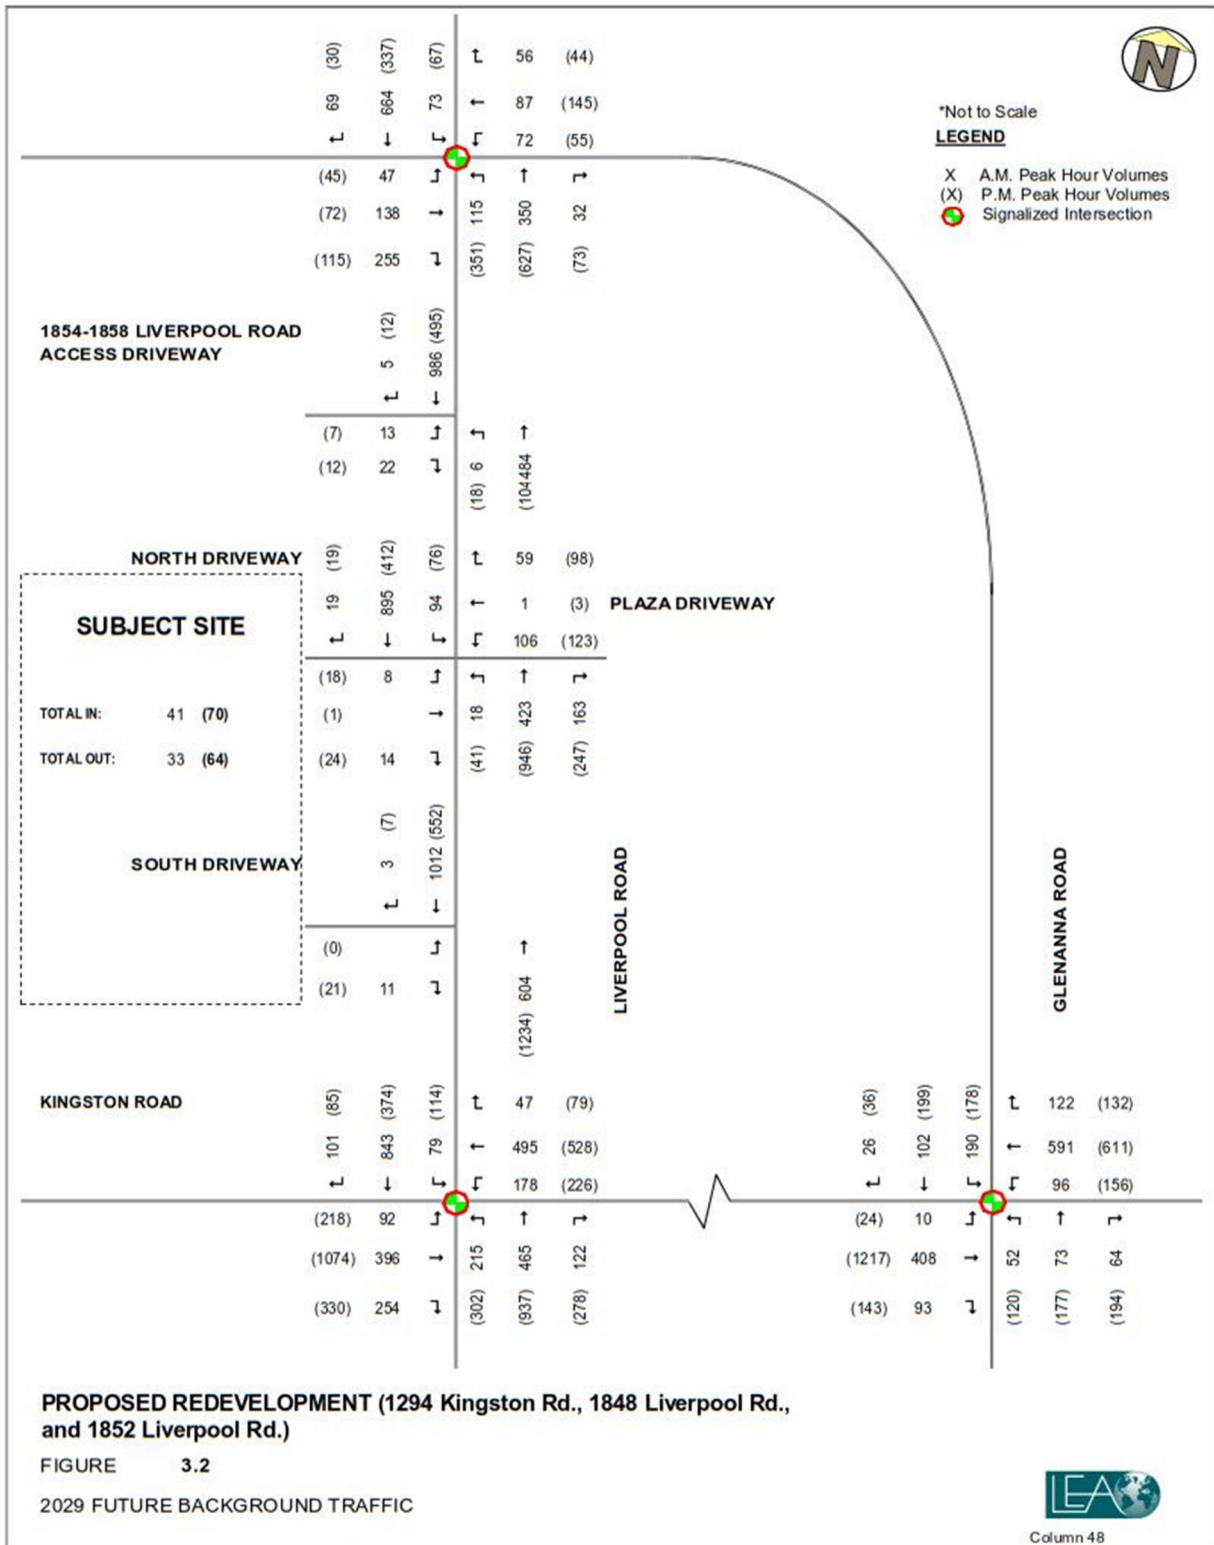 (30) (337) (67) 56 (44)
69 664 73 87 (145)
72 (55)
N
*Not to Scale
LEGEND
X A.M. Peak Hour Volumes
(X) P.M. Peak Hour Volumes
Signalized Intersection
(45) 47
(72) 138 115 350 32
(115) 255 (351) (627) (73)
1854-1858 LIVERPOOL ROAD
ACCESS DRIVEWAY
5 (12) 986 (495)
(7) 13
(12) 22 (18) 6 (104484
NORTH DRIVEWAY (19) (412) (76) 59 (98)
19 895 94 1 (3) PLAZA DRIVEWAY
106 (123)
SUBJECT SITE
(18) 8
TOTAL IN: 41 (70) (1) 18 423 163
TOTAL OUT: 33 (64) (24) 14 (41) (946) (247)
SOUTH DRIVEWAY 3 (7) 1012 (552)
LIVERPOOL ROAD
GLENANNA ROAD
(0)
(21) 11 (1234) 604
KINGSTON ROAD (85) (374) (114) 47 (79) (36) (199) (178) 122 (132)
101 843 79 495 (528) 26 102 190 591 (611)
178 (226) 96 (156)
(218) 92 (24) 10
(1074) 396 215 465 122 (1217) 408 52 73 64
(330) 254 (302) (937) (278) (143) 93 (120) (177) (194)
PROPOSED REDEVELOPMENT (1294 Kingston Rd., 1848 Liverpool Rd.,
and 1852 Liverpool Rd.)
FIGURE 3.2
2029 FUTURE BACKGROUND TRAFFIC
LEA
Column 48